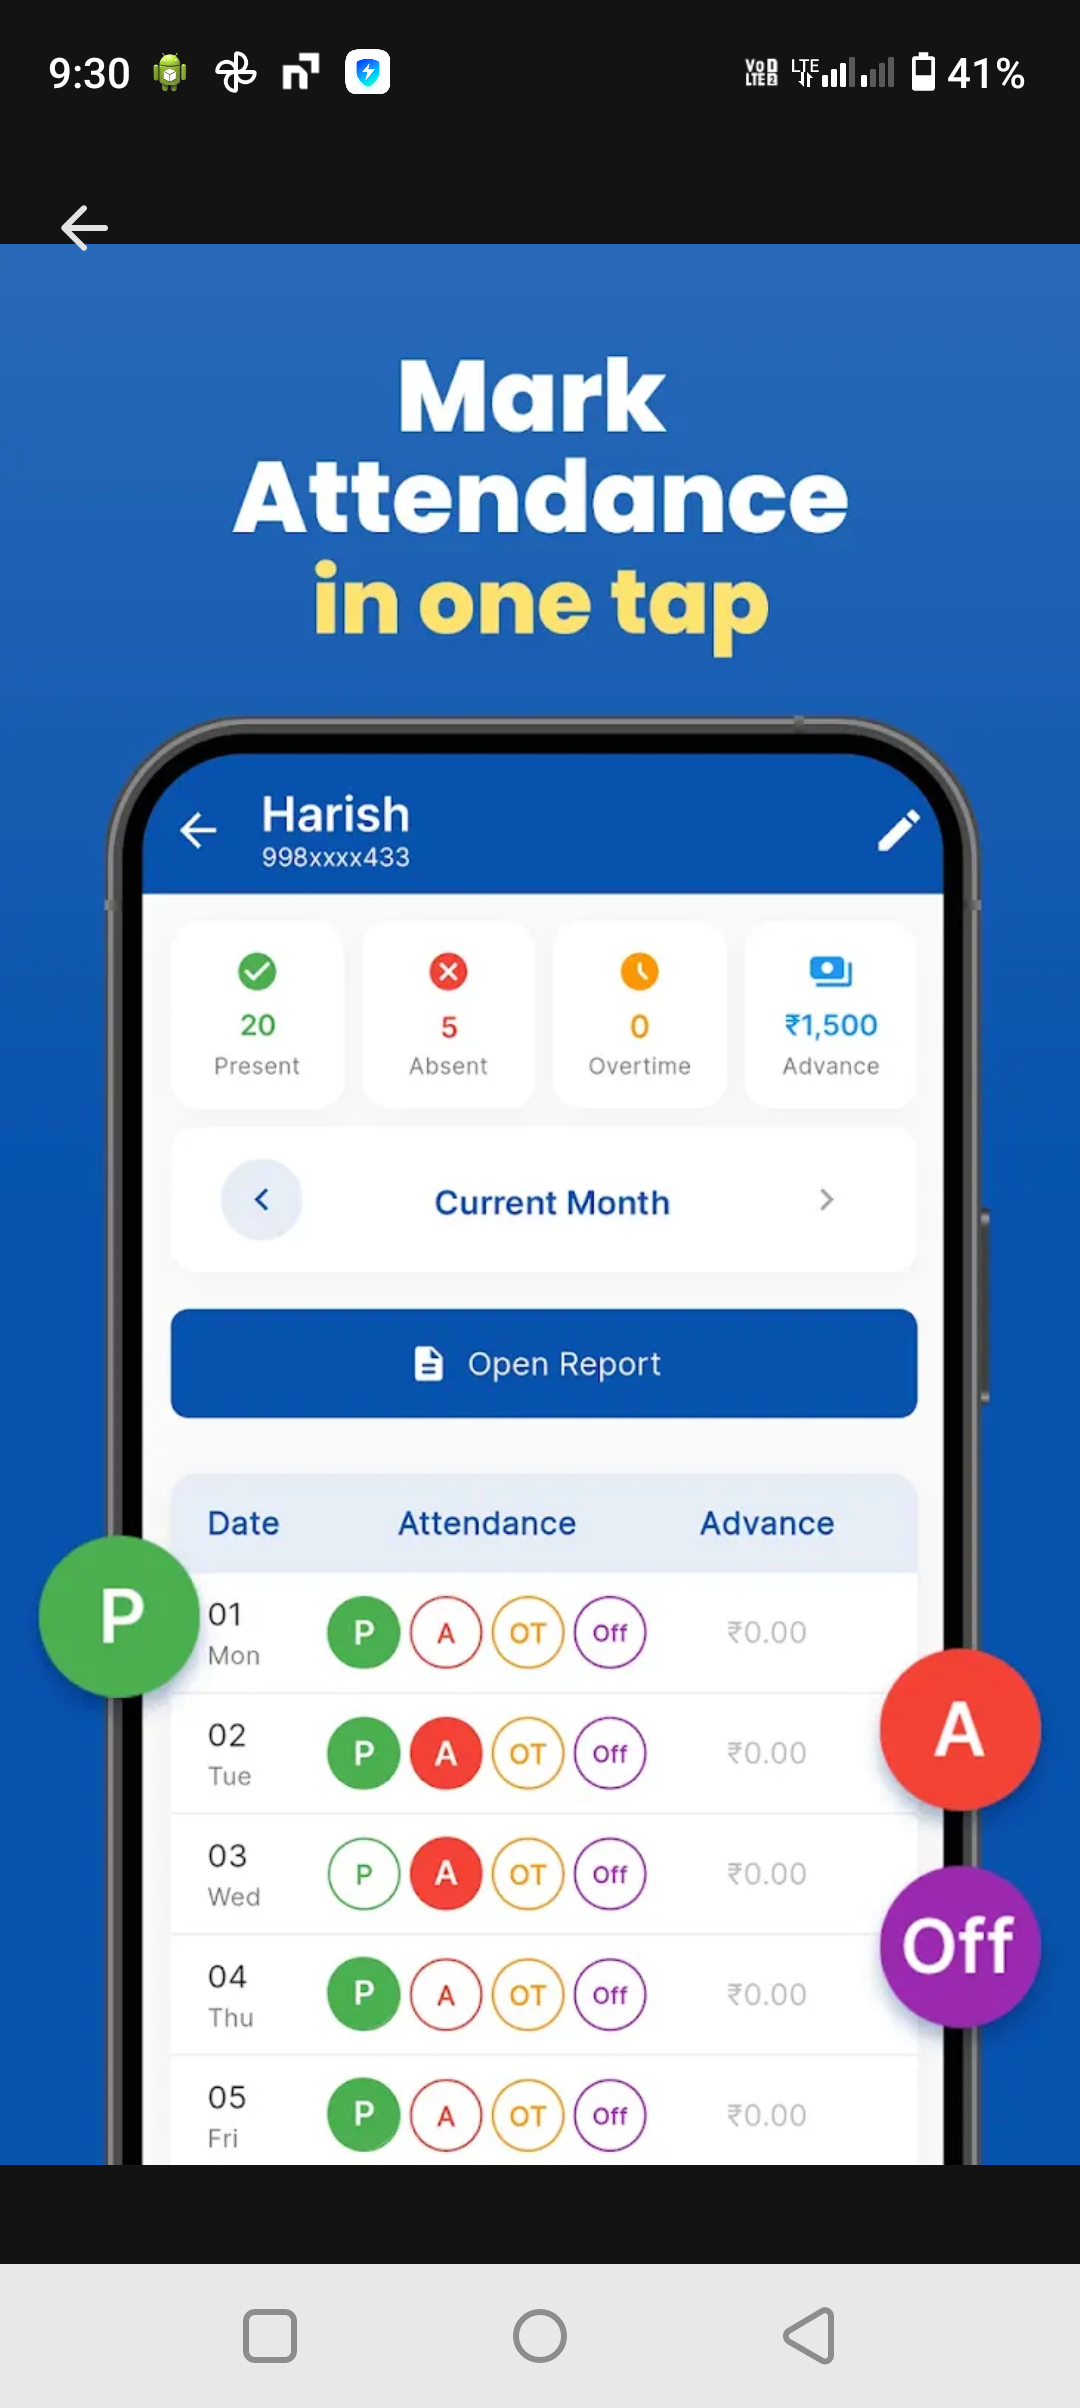 9:30
VoD LTE2 LTE 41%
Mark
Attendance
in one tap
Harish
998xxxx433
20 5 0 ₹1,500
Present Absent Overtime Advance
Current Month
Open Report
Date Attendance Advance
P
01
Mon
P A OT Off ₹0.00
A
02
Tue
P A OT Off ₹0.00
03
Wed
P A OT Off ₹0.00
Off
04
Thu
P A OT Off ₹0.00
05
Fri
P A OT Off ₹0.00